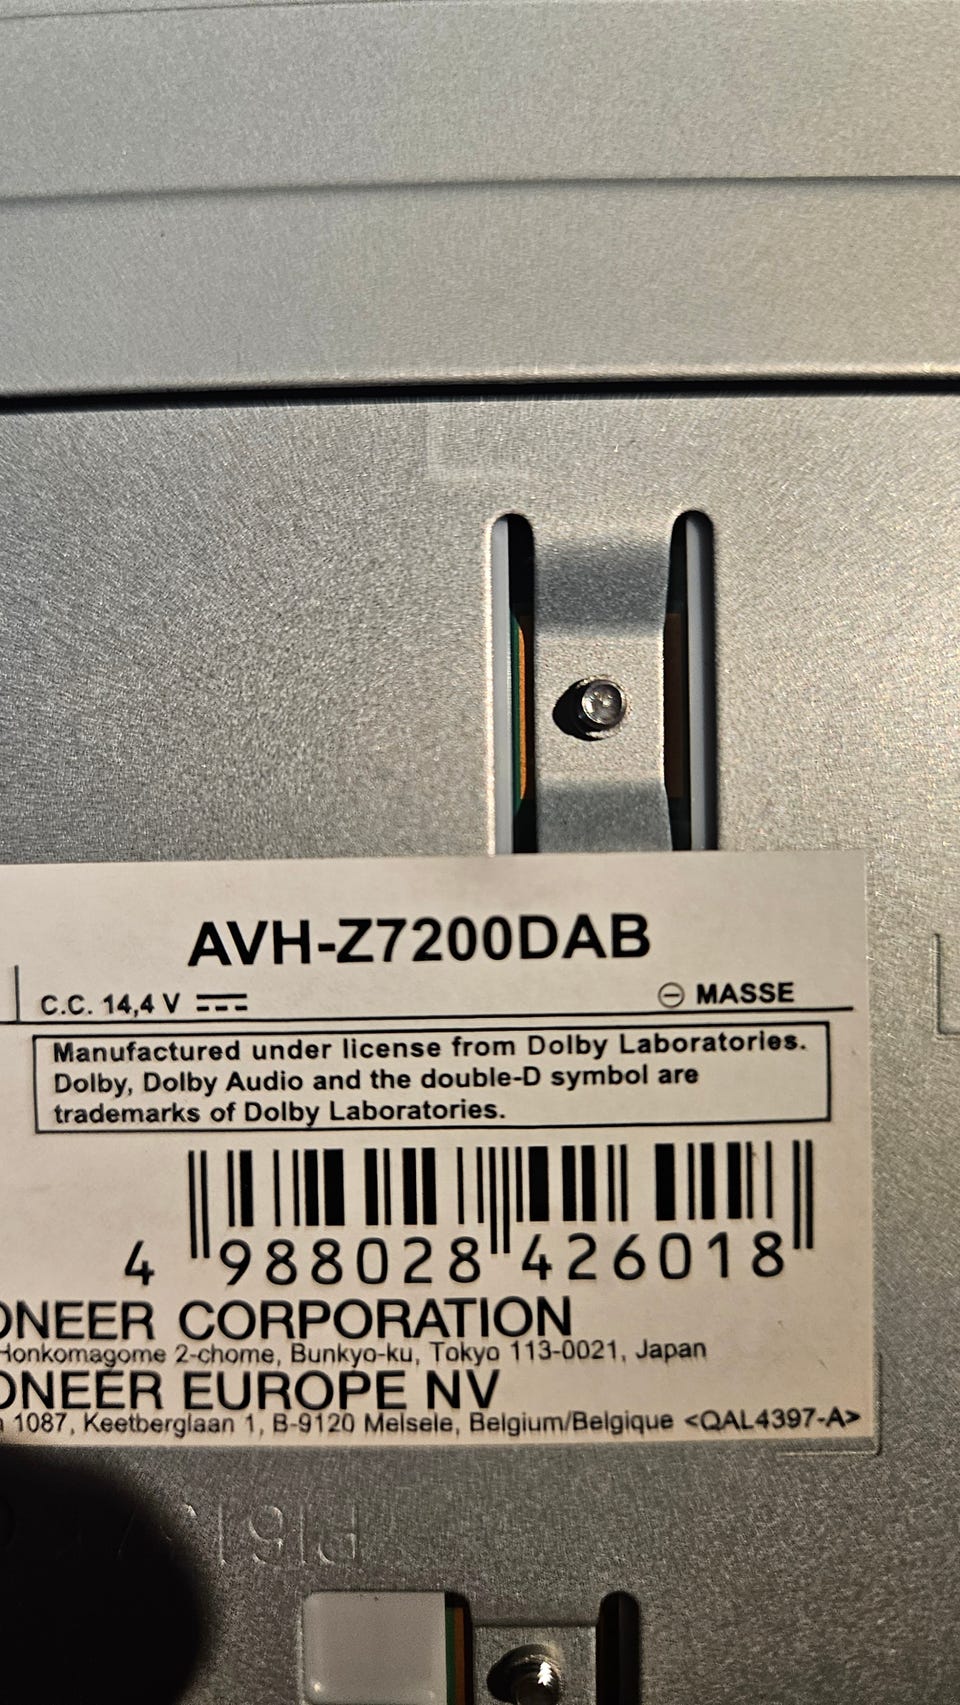 AVH-Z7200DAB
C.C. 14,4 V MASSE
Manufactured under license from Dolby Laboratories.
Dolby, Dolby Audio and the double-D symbol are
trademarks of Dolby Laboratories.
4 988028 426018
ONEER CORPORATION
Honkomagome 2-chome, Bunkyo-ku, Tokyo 113-0021, Japan
ONEER EUROPE NV
1087, Keetberglaan 1, B-9120 Melsele, Belgium/Belgique <QAL4397-A>